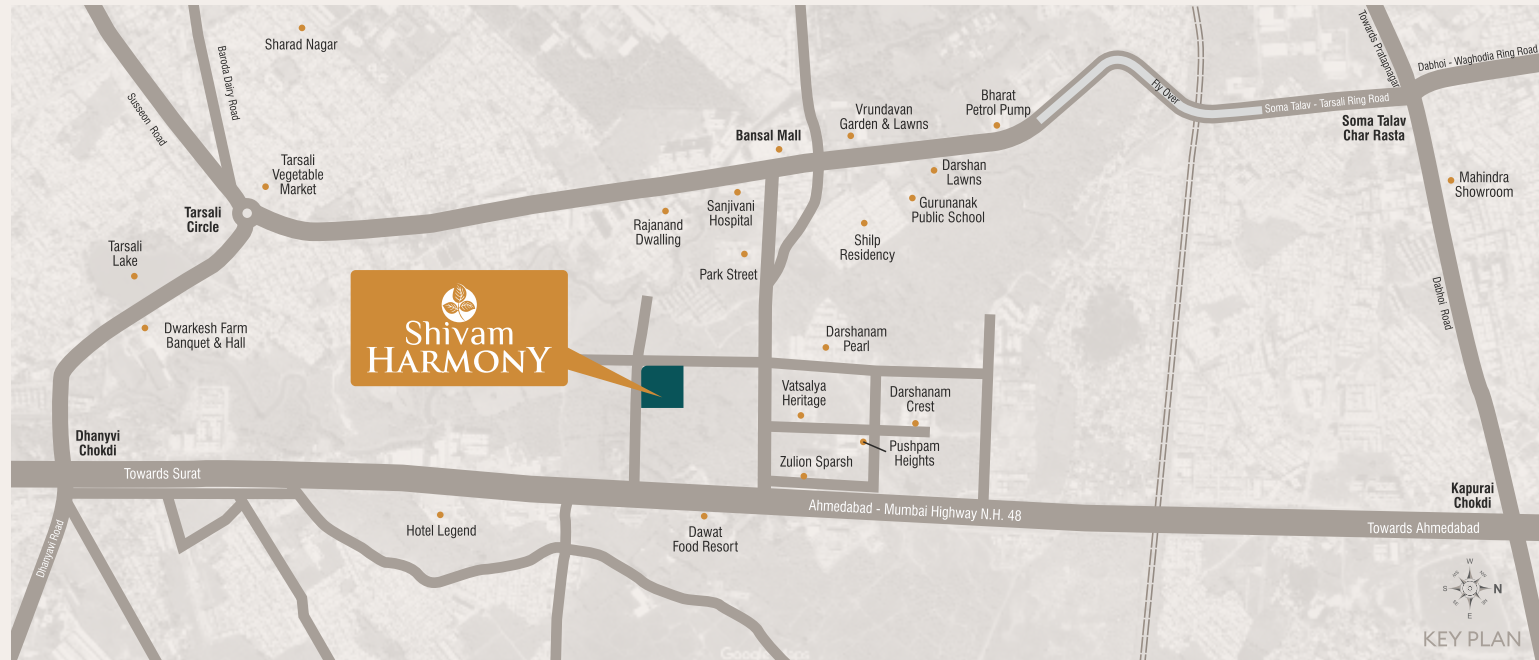 Sharad Nagar
Baroda Dairy Road
Susseon Road
Tarsali
Vegetable
Market
Tarsali
Circle
Tarsali
Lake
Dwarkesh Farm
Banquet & Hall
Shivam
HARMONY
Rajanand
Dwalling
Sanjivani
Hospital
Park Street
Bansal Mall
Vrundavan
Garden & Lawns
Bharat
Petrol Pump
Darshan
Lawns
Gurunanak
Public School
Shilp
Residency
Fly Over
Soma Talav - Tarsali Ring Road
Towards Pratapnagar
Dabhoi - Waghodia Ring Road
Soma Talav
Char Rasta
Mahindra
Showroom
Dabhoi Road
Darshanam
Pearl
Vatsalya
Heritage
Darshanam
Crest
Pushpam
Heights
Zulion Sparsh
Dhanyvi
Chokdi
Towards Surat
Dhanyavi Road
Hotel Legend
Dawat
Food Resort
Ahmedabad - Mumbai Highway N.H. 48
Kapurai
Chokdi
Towards Ahmedabad
W
S
N
E
KEY PLAN